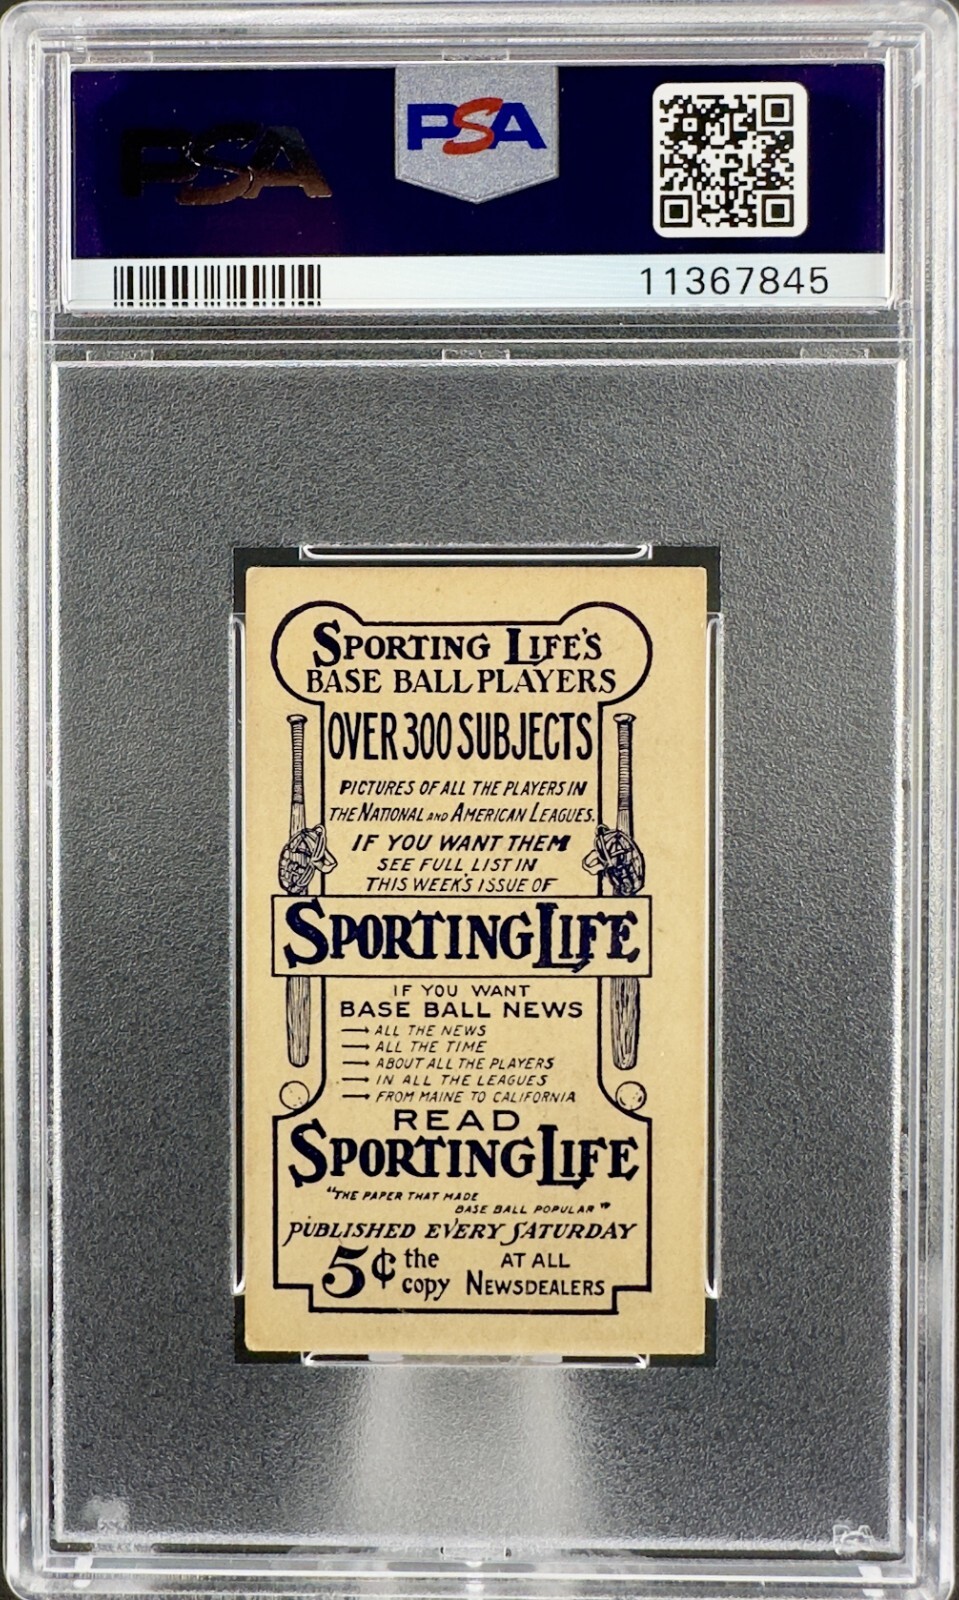 PSA
PSA
11367845
SPORTING LIFE'S
BASE BALL PLAYERS
OVER 300 SUBJECTS
PICTURES OF ALL THE PLAYERS IN
THE NATIONAL AND AMERICAN LEAGUES.
IF YOU WANT THEM
SEE FULL LIST IN
THIS WEEK'S ISSUE OF
SPORTING LIFE
IF YOU WANT
BASE BALL NEWS
ALL THE NEWS
ALL THE TIME
ABOUT ALL THE PLAYERS
IN ALL THE LEAGUES
FROM MAINE TO CALIFORNIA
READ
SPORTING LIFE
"THE PAPER THAT MADE
BASE BALL POPULAR"
PUBLISHED EVERY SATURDAY
5¢ the copy AT ALL NEWSDEALERS